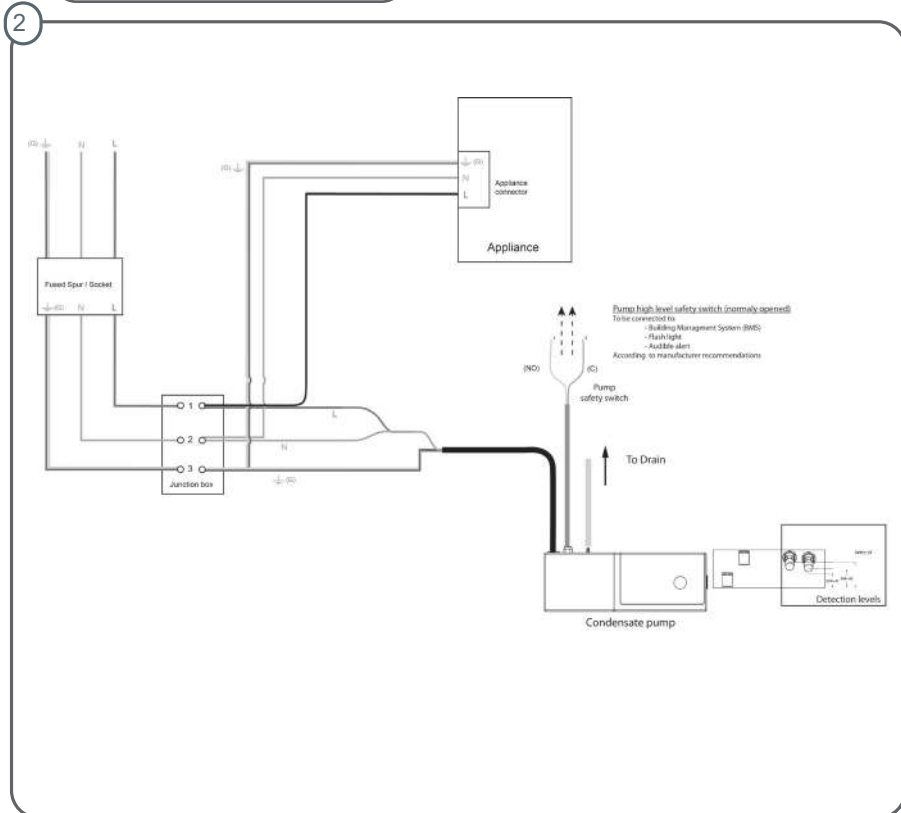 2
(G) N L
(G)
(G)
N
L
Appliance
connector
Appliance
Fused Spur / Socket
(G) N L
Pump high level safety switch (normaly opened)
To be connected to:
- Building Managment System (BMS)
- Flash light
- Audible alert
According to manufacturer recommendations
(NO) (C)
Pump
safety switch
1
L
2
N
3
Junction box
(G)
To Drain
Detection levels
Condensate pump